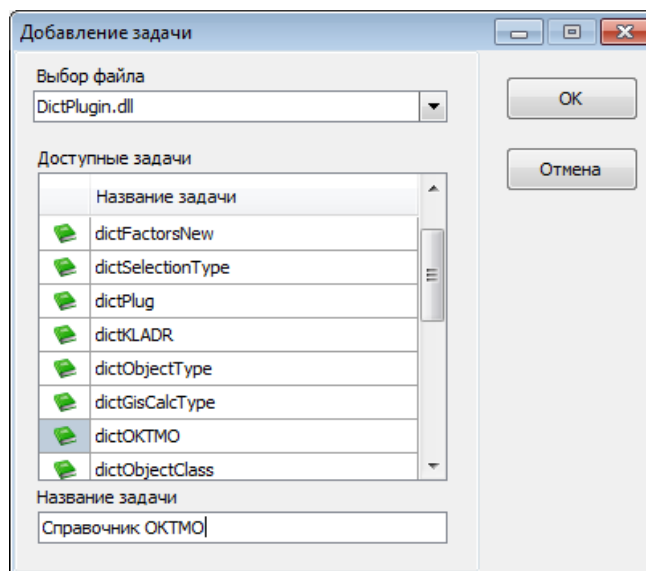 Добавление задачи
Выбор файла
DictPlugin.dll
OK
Доступные задачи
Отмена
Название задачи
dictFactorsNew
dictSelectionType
dictPlug
dictKLADR
dictObjectType
dictGisCalcType
dictOKTMO
dictObjectClass
Название задачи
Справочник ОКТМО